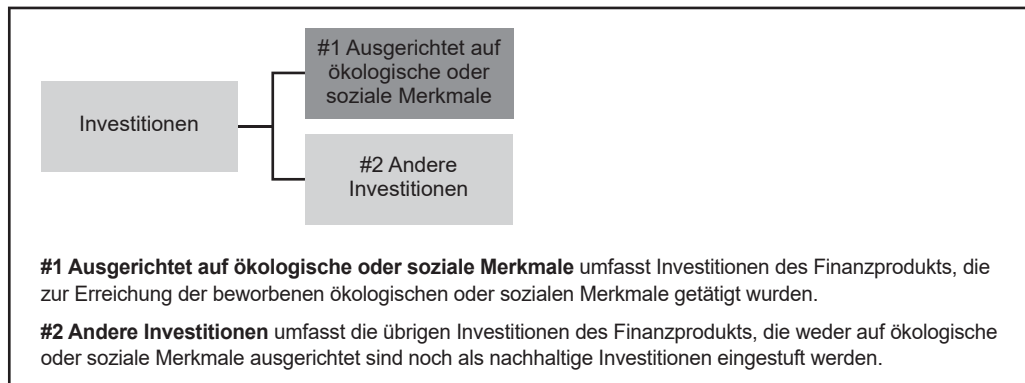 #1 Ausgerichtet auf
ökologische oder
soziale Merkmale
Investitionen
#2 Andere
Investitionen
#1 Ausgerichtet auf ökologische oder soziale Merkmale umfasst Investitionen des Finanzprodukts, die
zur Erreichung der beworbenen ökologischen oder sozialen Merkmale getätigt wurden.
#2 Andere Investitionen umfasst die übrigen Investitionen des Finanzprodukts, die weder auf ökologische
oder soziale Merkmale ausgerichtet sind noch als nachhaltige Investitionen eingestuft werden.